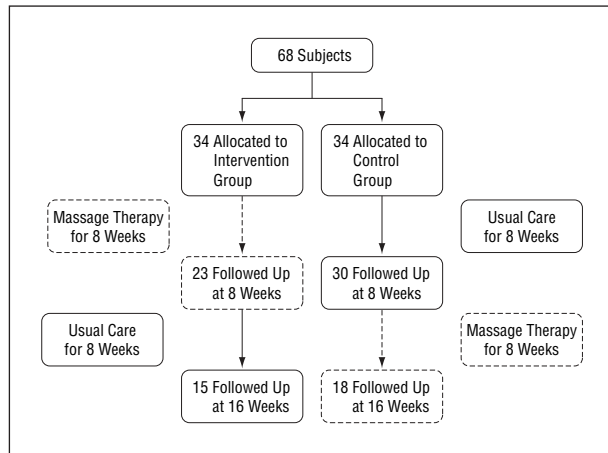 68 Subjects
34 Allocated to
Intervention
Group
34 Allocated to
Control
Group
Massage Therapy
for 8 Weeks
Usual Care
for 8 Weeks
23 Followed Up
at 8 Weeks
30 Followed Up
at 8 Weeks
Usual Care
for 8 Weeks
Massage Therapy
for 8 Weeks
15 Followed Up
at 16 Weeks
18 Followed Up
at 16 Weeks